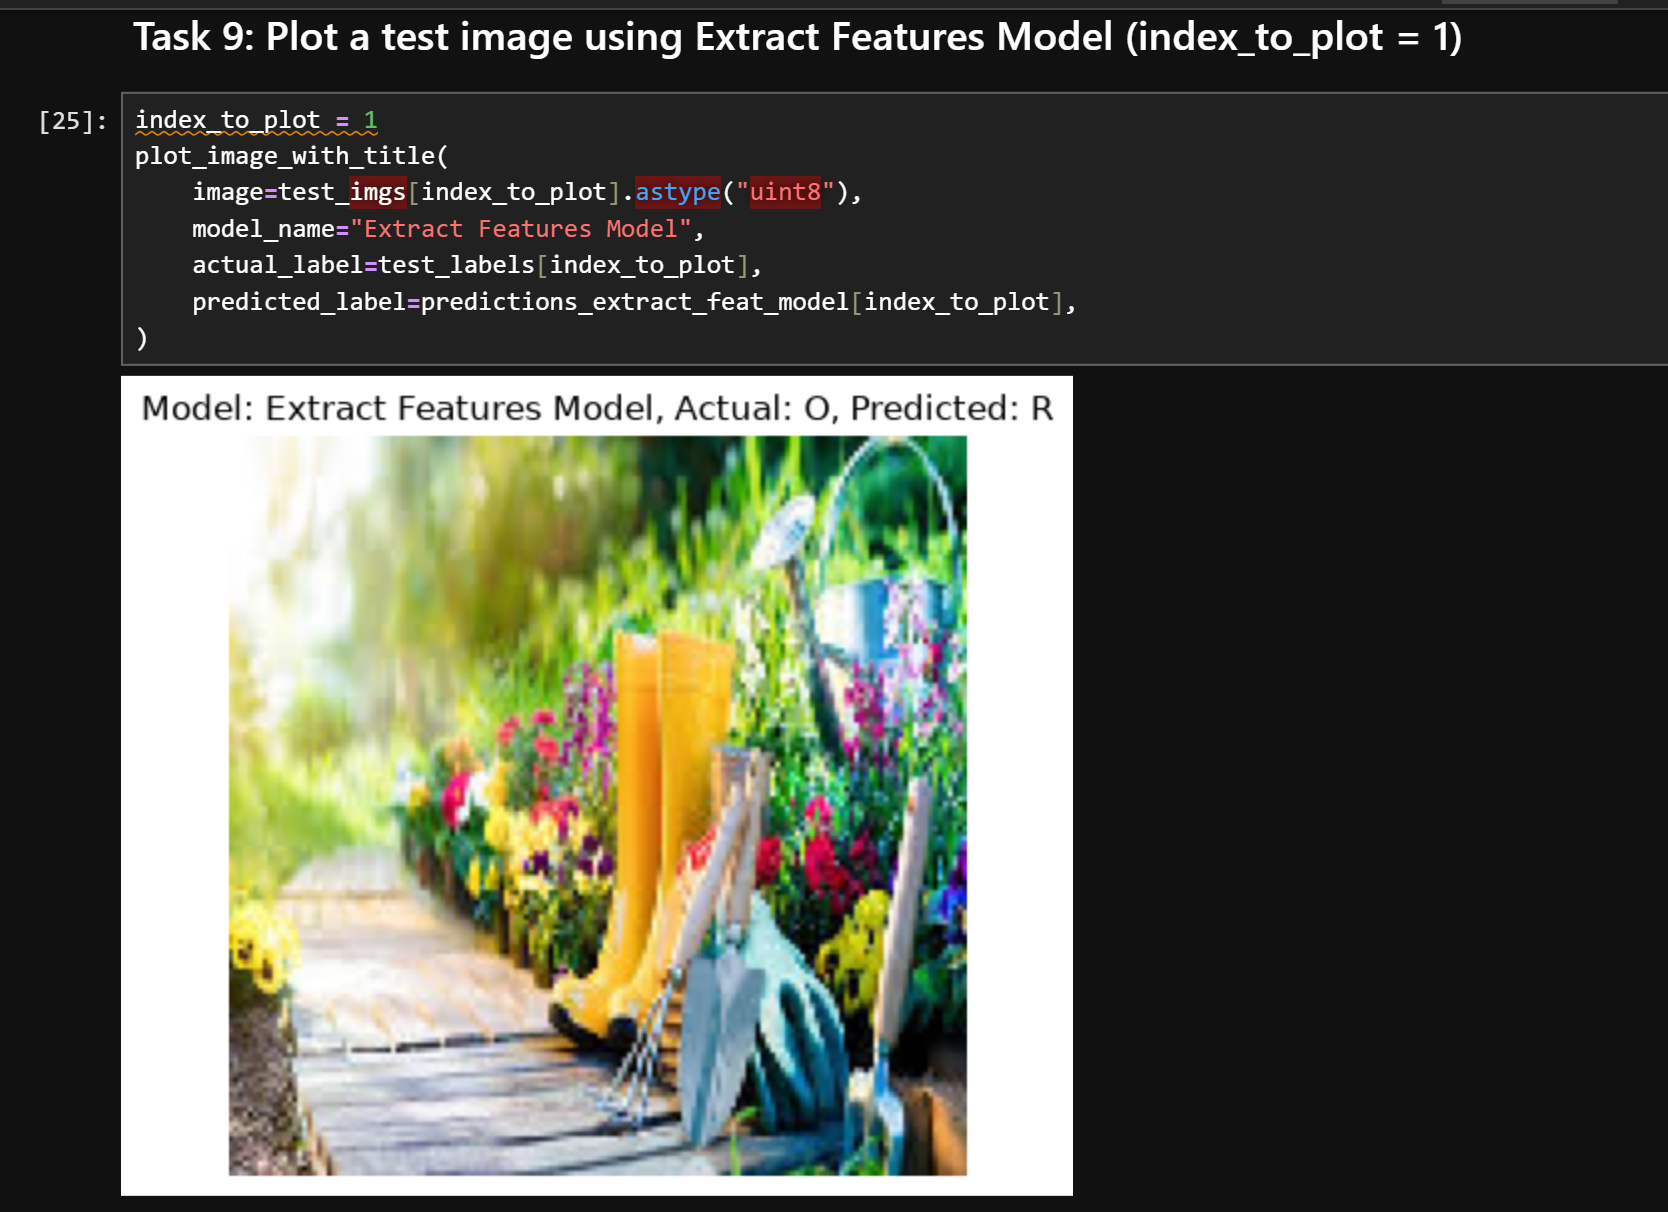 Task 9: Plot a test image using Extract Features Model (index_to_plot = 1)
[25]:
index_to_plot = 1
plot_image_with_title(
    image=test_imgs[index_to_plot].astype("uint8"),
    model_name="Extract Features Model",
    actual_label=test_labels[index_to_plot],
    predicted_label=predictions_extract_feat_model[index_to_plot],
)
Model: Extract Features Model, Actual: O, Predicted: R